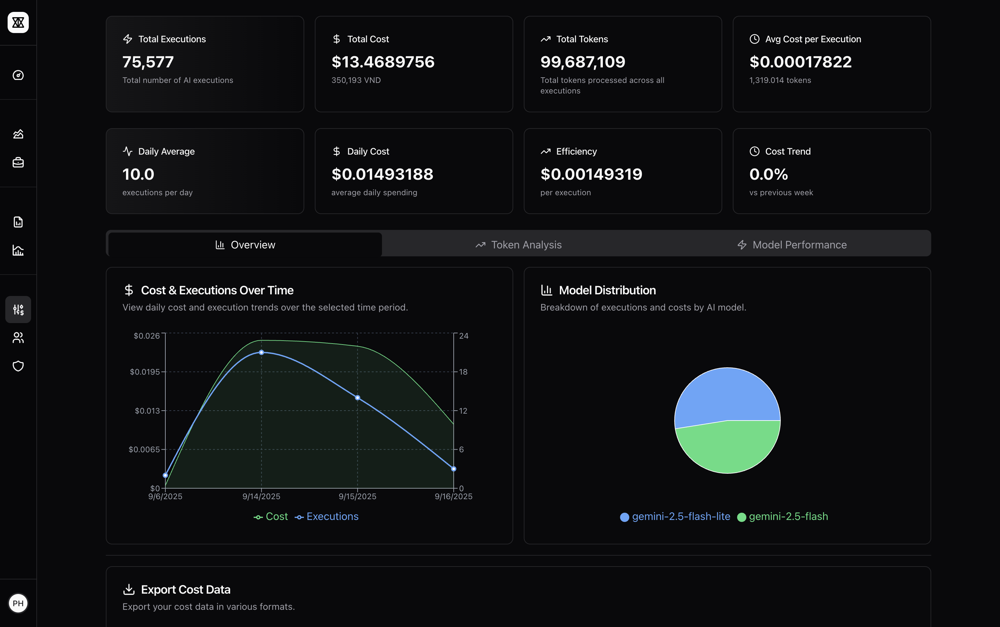 Total Executions
75,577
Total number of AI executions
Total Cost
$13.4689756
350,193 VND
Total Tokens
99,687,109
Total tokens processed across all
executions
Avg Cost per Execution
$0.00017822
1,319.014 tokens
Daily Average
10.0
executions per day
Daily Cost
$0.01493188
average daily spending
Efficiency
$0.00149319
per execution
Cost Trend
0.0%
vs previous week
Overview
Token Analysis
Model Performance
Cost & Executions Over Time
View daily cost and execution trends over the selected time period.
$0.026
$0.0195
$0.013
$0.0065
$0
24
18
12
6
0
9/6/2025
9/14/2025
9/15/2025
9/16/2025
Cost
Executions
Model Distribution
Breakdown of executions and costs by AI model.
gemini-2.5-flash-lite
gemini-2.5-flash
Export Cost Data
Export your cost data in various formats.
PH